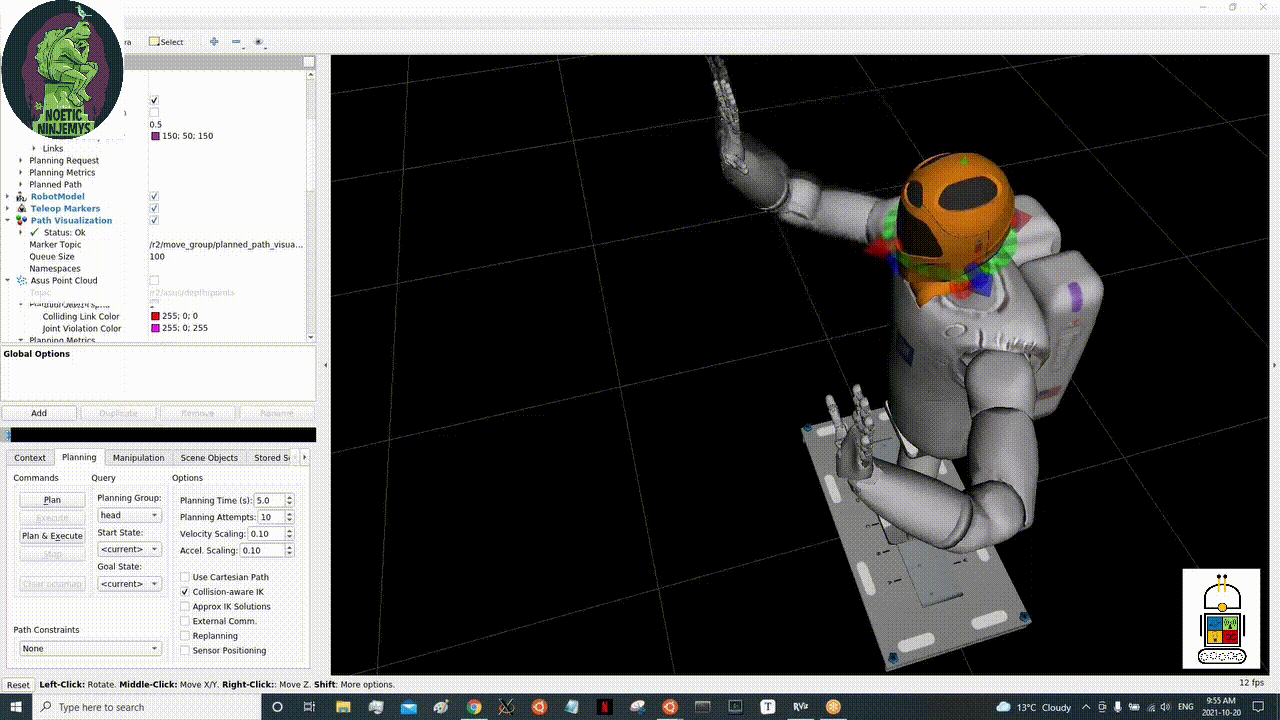 ra
Select
NOETIC
NINJEMYS
0.5
150; 50; 150
Links
Planning Request
Planning Metrics
Planned Path
RobotModel
Teleop Markers
Path Visualization
Status: Ok
Marker Topic /r2/move_group/planned_path_visua...
Queue Size 100
Namespaces
Asus Point Cloud
Topic /r2/asus/depth/points
Colliding Link Color 255; 0; 0
Joint Violation Color 255; 0; 255
Planning Metrics
Global Options
Add Duplicate Remove Rename
Context Planning Manipulation Scene Objects Stored S
Commands Query Options
Plan
Execute
Plan & Execute
Stop
Clear octomap
Planning Group:
head
Start State:
<current>
Goal State:
<current>
Planning Time (s): 5.0
Planning Attempts: 10
Velocity Scaling: 0.10
Accel. Scaling: 0.10
Use Cartesian Path
Collision-aware IK
Approx IK Solutions
External Comm.
Replanning
Sensor Positioning
Path Constraints
None
Reset Left-Click: Rotate. Middle-Click: Move X/Y. Right-Click:: Move Z. Shift: More options.
12 fps
Type here to search
T
RViz
13°C Cloudy
ENG
9:55 AM
2021-10-20